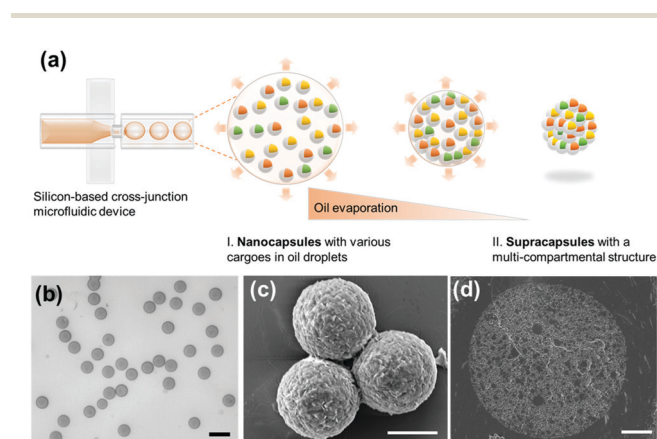 (a)
Silicon-based cross-junction
microfluidic device
Oil evaporation
I. Nanocapsules with various
cargoes in oil droplets
II. Supracapsules with a
multi-compartmental structure
(b)
(c)
(d)